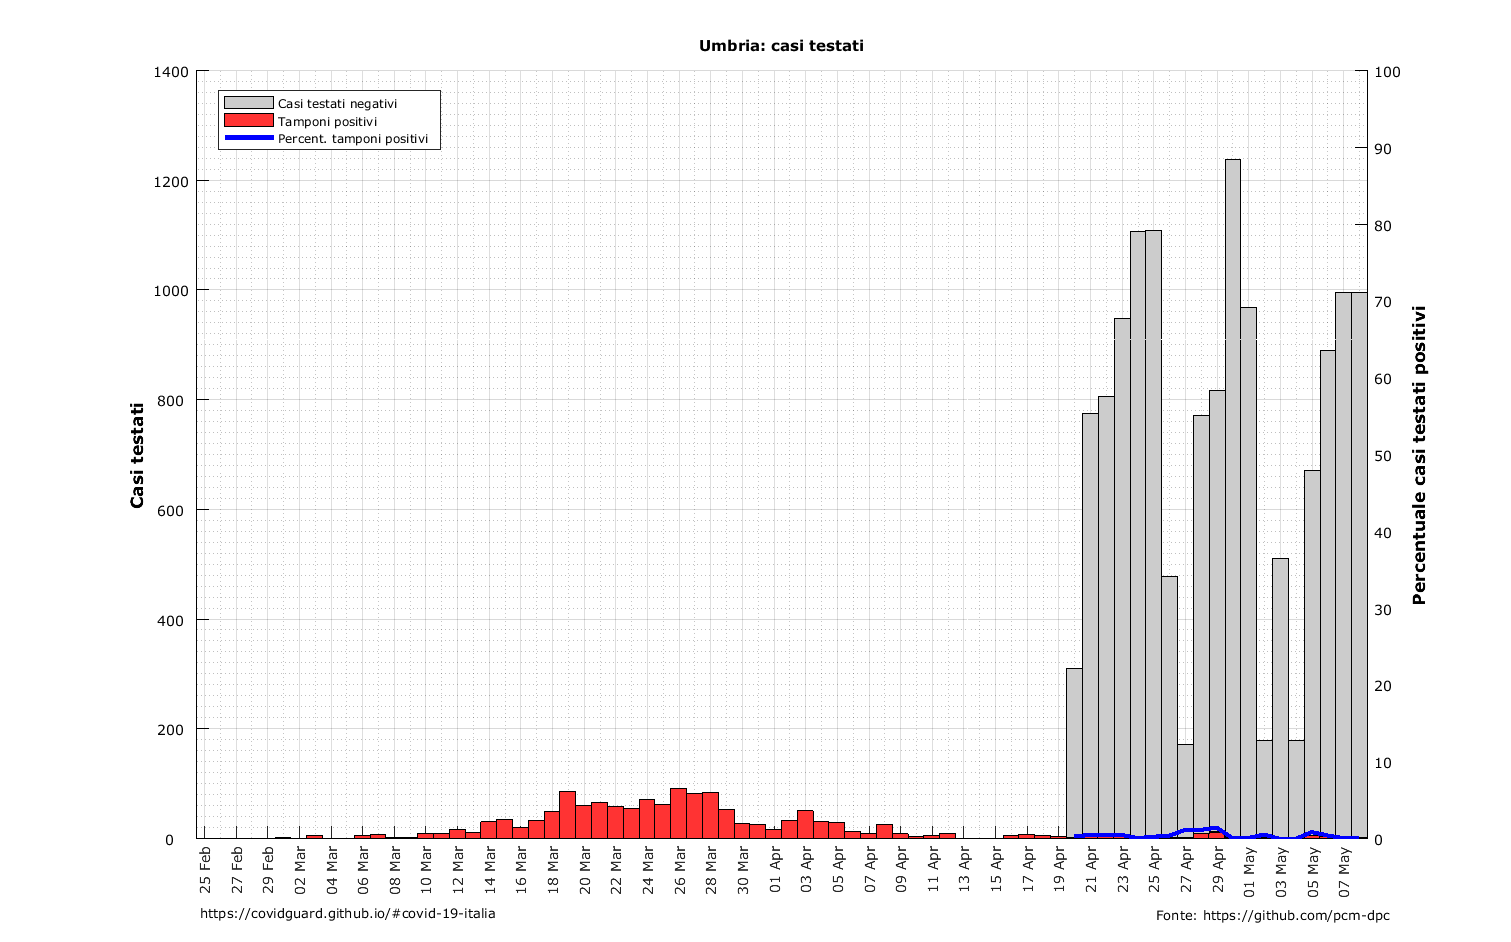 Umbria: casi testati
Casi testati negativi
Tamponi positivi
Percent. tamponi positivi
Casi testati
1400
1200
1000
800
600
400
200
0
100
90
80
70
60
50
40
30
20
10
0
Percentuale casi testati positivi
25 Feb
27 Feb
29 Feb
02 Mar
04 Mar
06 Mar
08 Mar
10 Mar
12 Mar
14 Mar
16 Mar
18 Mar
20 Mar
22 Mar
24 Mar
26 Mar
28 Mar
30 Mar
01 Apr
03 Apr
05 Apr
07 Apr
09 Apr
11 Apr
13 Apr
15 Apr
17 Apr
19 Apr
21 Apr
23 Apr
25 Apr
27 Apr
29 Apr
01 May
03 May
05 May
07 May
https://covidguard.github.io/#covid-19-italia
Fonte: https://github.com/pcm-dpc